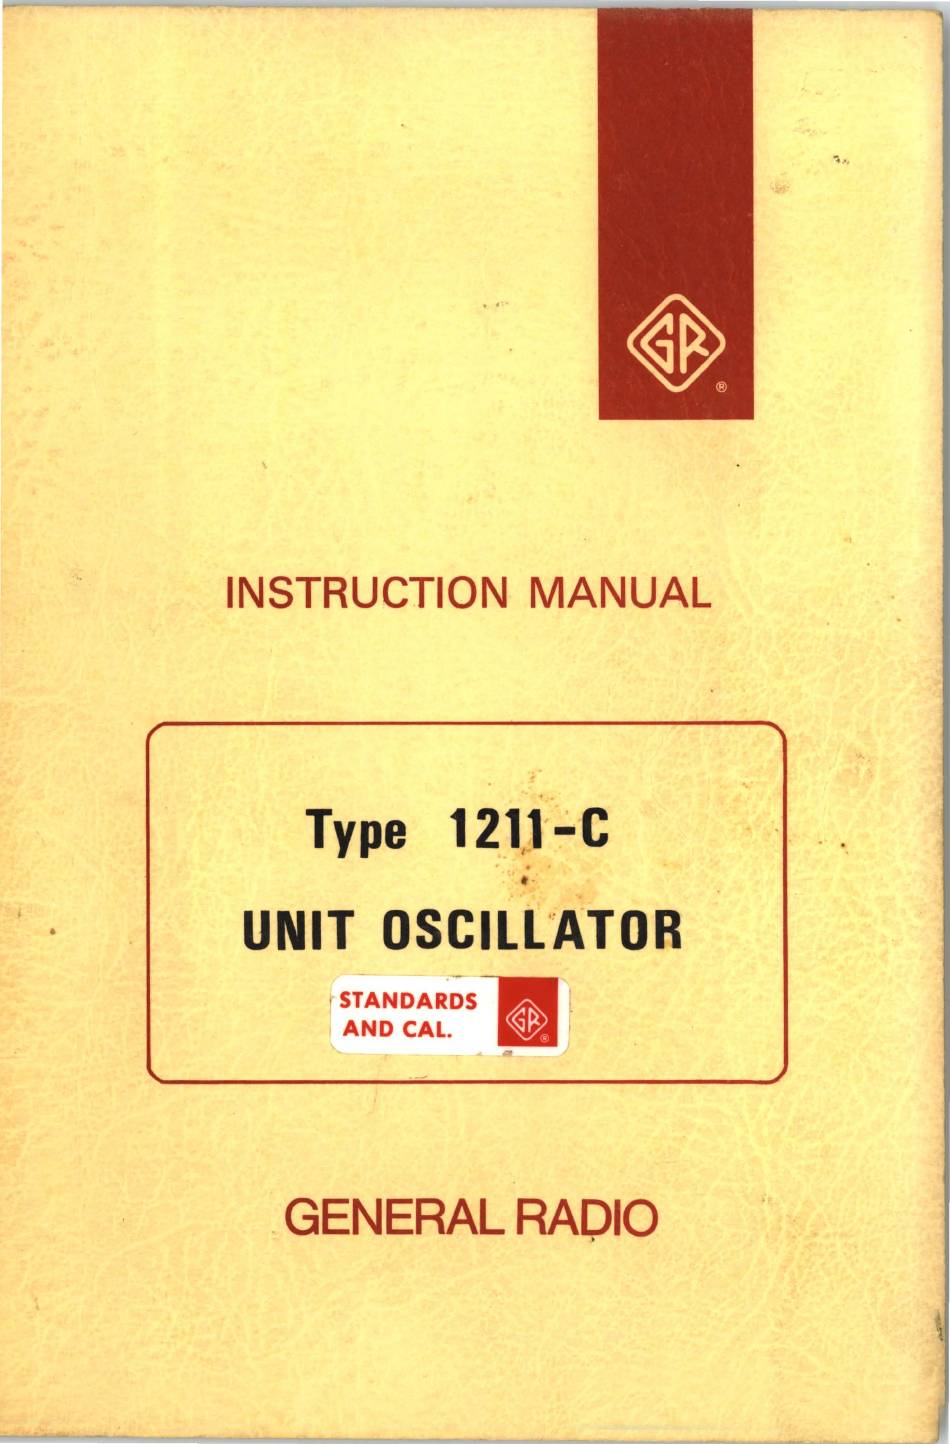 GR
®
INSTRUCTION MANUAL
Type 1211-C
UNIT OSCILLATOR
STANDARDS
AND CAL.
GR
®
GENERAL RADIO